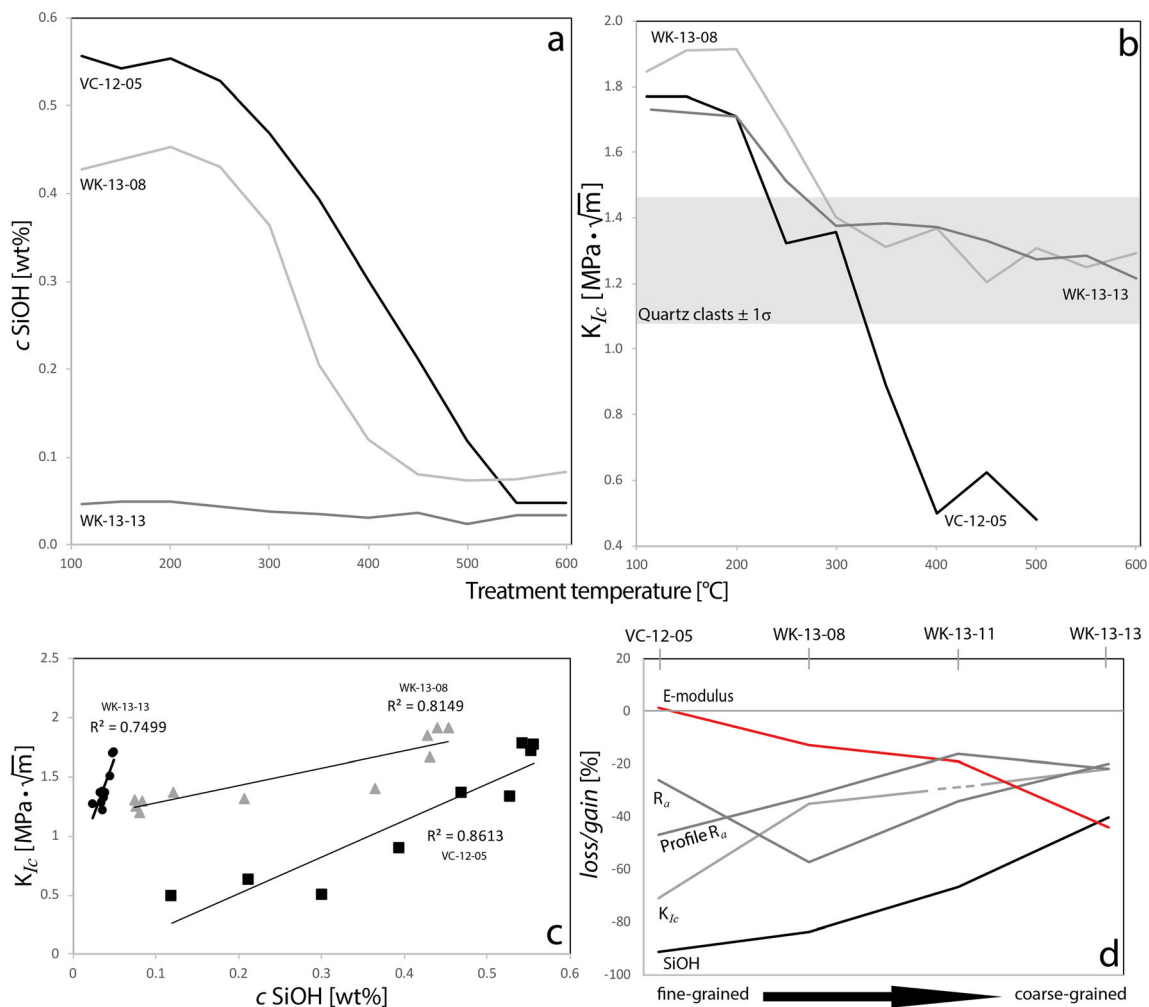 a
c SiOH [wt%]
0.6
0.5
0.4
0.3
0.2
0.1
0.0
VC-12-05
WK-13-08
WK-13-13
100 200 300 400 500 600
b
K_Ic [MPa·√m]
2.0
1.8
1.6
1.4
1.2
1.0
0.8
0.6
0.4
WK-13-08
Quartz clasts ± 1σ
WK-13-13
VC-12-05
100 200 300 400 500 600
Treatment temperature [°C]
c
K_Ic [MPa·√m]
2.5
2
1.5
1
0.5
0
WK-13-13
R² = 0.7499
WK-13-08
R² = 0.8149
R² = 0.8613
VC-12-05
0 0.1 0.2 0.3 0.4 0.5 0.6
c SiOH [wt%]
VC-12-05 WK-13-08 WK-13-11 WK-13-13
d
loss/gain [%]
20
0
-20
-40
-60
-80
-100
E-modulus
R_a
Profile R_a
K_Ic
SiOH
fine-grained coarse-grained